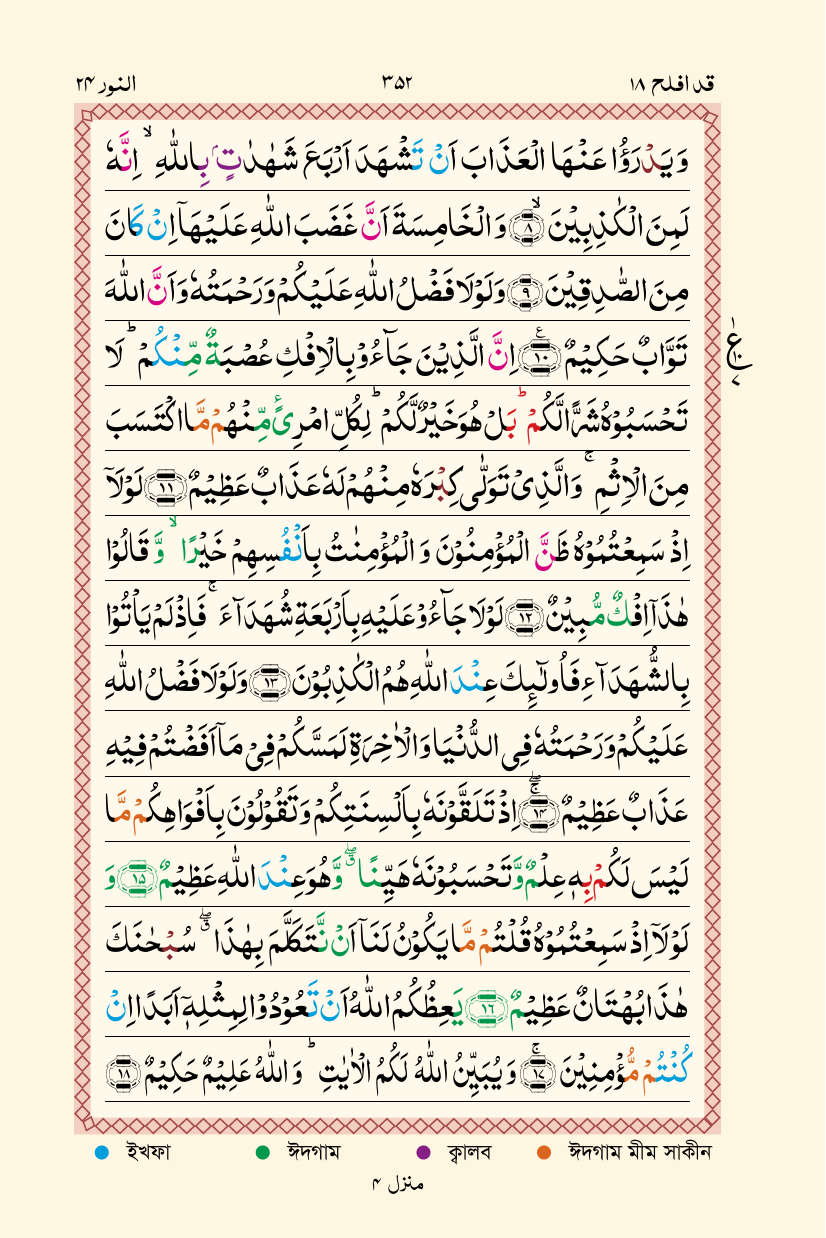 قد افلح ١٨ ٣٥٢ النور ٢٤
وَيَدْرَؤُا عَنْهَا الْعَذَابَ اَنْ تَشْهَدَ اَرْبَعَ شَهٰدٰتٍۭ بِاللّٰهِ ۙ اِنَّهٗ
لَمِنَ الْكٰذِبِيْنَ ۙ﴿٨﴾ وَالْخَامِسَةَ اَنَّ غَضَبَ اللّٰهِ عَلَيْهَاۤ اِنْ كَانَ
مِنَ الصّٰدِقِيْنَ ﴿٩﴾ وَلَوْلَا فَضْلُ اللّٰهِ عَلَيْكُمْ وَرَحْمَتُهٗ وَاَنَّ اللّٰهَ
تَوَّابٌ حَكِيْمٌ ﴿١٠﴾ اِنَّ الَّذِيْنَ جَآءُوْ بِالْاِفْكِ عُصْبَةٌ مِّنْكُمْ ؕ لَا
تَحْسَبُوْهُ شَرًّا لَّكُمْ ؕ بَلْ هُوَ خَيْرٌ لَّكُمْ ؕ لِكُلِّ امْرِئٍ مِّنْهُمْ مَّا اكْتَسَبَ
مِنَ الْاِثْمِ ۚ وَالَّذِيْ تَوَلّٰى كِبْرَهٗ مِنْهُمْ لَهٗ عَذَابٌ عَظِيْمٌ ﴿١١﴾ لَوْلَاۤ
اِذْ سَمِعْتُمُوْهُ ظَنَّ الْمُؤْمِنُوْنَ وَالْمُؤْمِنٰتُ بِاَنْفُسِهِمْ خَيْرًا ۙ وَّقَالُوْا
هٰذَاۤ اِفْكٌ مُّبِيْنٌ ﴿١٢﴾ لَوْلَا جَآءُوْ عَلَيْهِ بِاَرْبَعَةِ شُهَدَآءَ ۚ فَاِذْ لَمْ يَاْتُوْا
بِالشُّهَدَآءِ فَاُولٰٓئِكَ عِنْدَ اللّٰهِ هُمُ الْكٰذِبُوْنَ ﴿١٣﴾ وَلَوْلَا فَضْلُ اللّٰهِ
عَلَيْكُمْ وَرَحْمَتُهٗ فِى الدُّنْيَا وَالْاٰخِرَةِ لَمَسَّكُمْ فِيْ مَاۤ اَفَضْتُمْ فِيْهِ
عَذَابٌ عَظِيْمٌ ۚۖ﴿١٤﴾ اِذْ تَلَقَّوْنَهٗ بِاَلْسِنَتِكُمْ وَتَقُوْلُوْنَ بِاَفْوَاهِكُمْ مَّا
لَيْسَ لَكُمْ بِهٖ عِلْمٌ وَّتَحْسَبُوْنَهٗ هَيِّنًا ۖۗ وَّهُوَ عِنْدَ اللّٰهِ عَظِيْمٌ ﴿١٥﴾ وَ
لَوْلَاۤ اِذْ سَمِعْتُمُوْهُ قُلْتُمْ مَّا يَكُوْنُ لَنَاۤ اَنْ نَّتَكَلَّمَ بِهٰذَا ۖۗ سُبْحٰنَكَ
هٰذَا بُهْتَانٌ عَظِيْمٌ ﴿١٦﴾ يَعِظُكُمُ اللّٰهُ اَنْ تَعُوْدُوْا لِمِثْلِهٖۤ اَبَدًا اِنْ
كُنْتُمْ مُّؤْمِنِيْنَ ۚ﴿١٧﴾ وَيُبَيِّنُ اللّٰهُ لَكُمُ الْاٰيٰتِ ؕ وَاللّٰهُ عَلِيْمٌ حَكِيْمٌ ﴿١٨﴾
ইখফা ঈদগাম ক্বালব ঈদগাম মীম সাকীন
منزل ٤